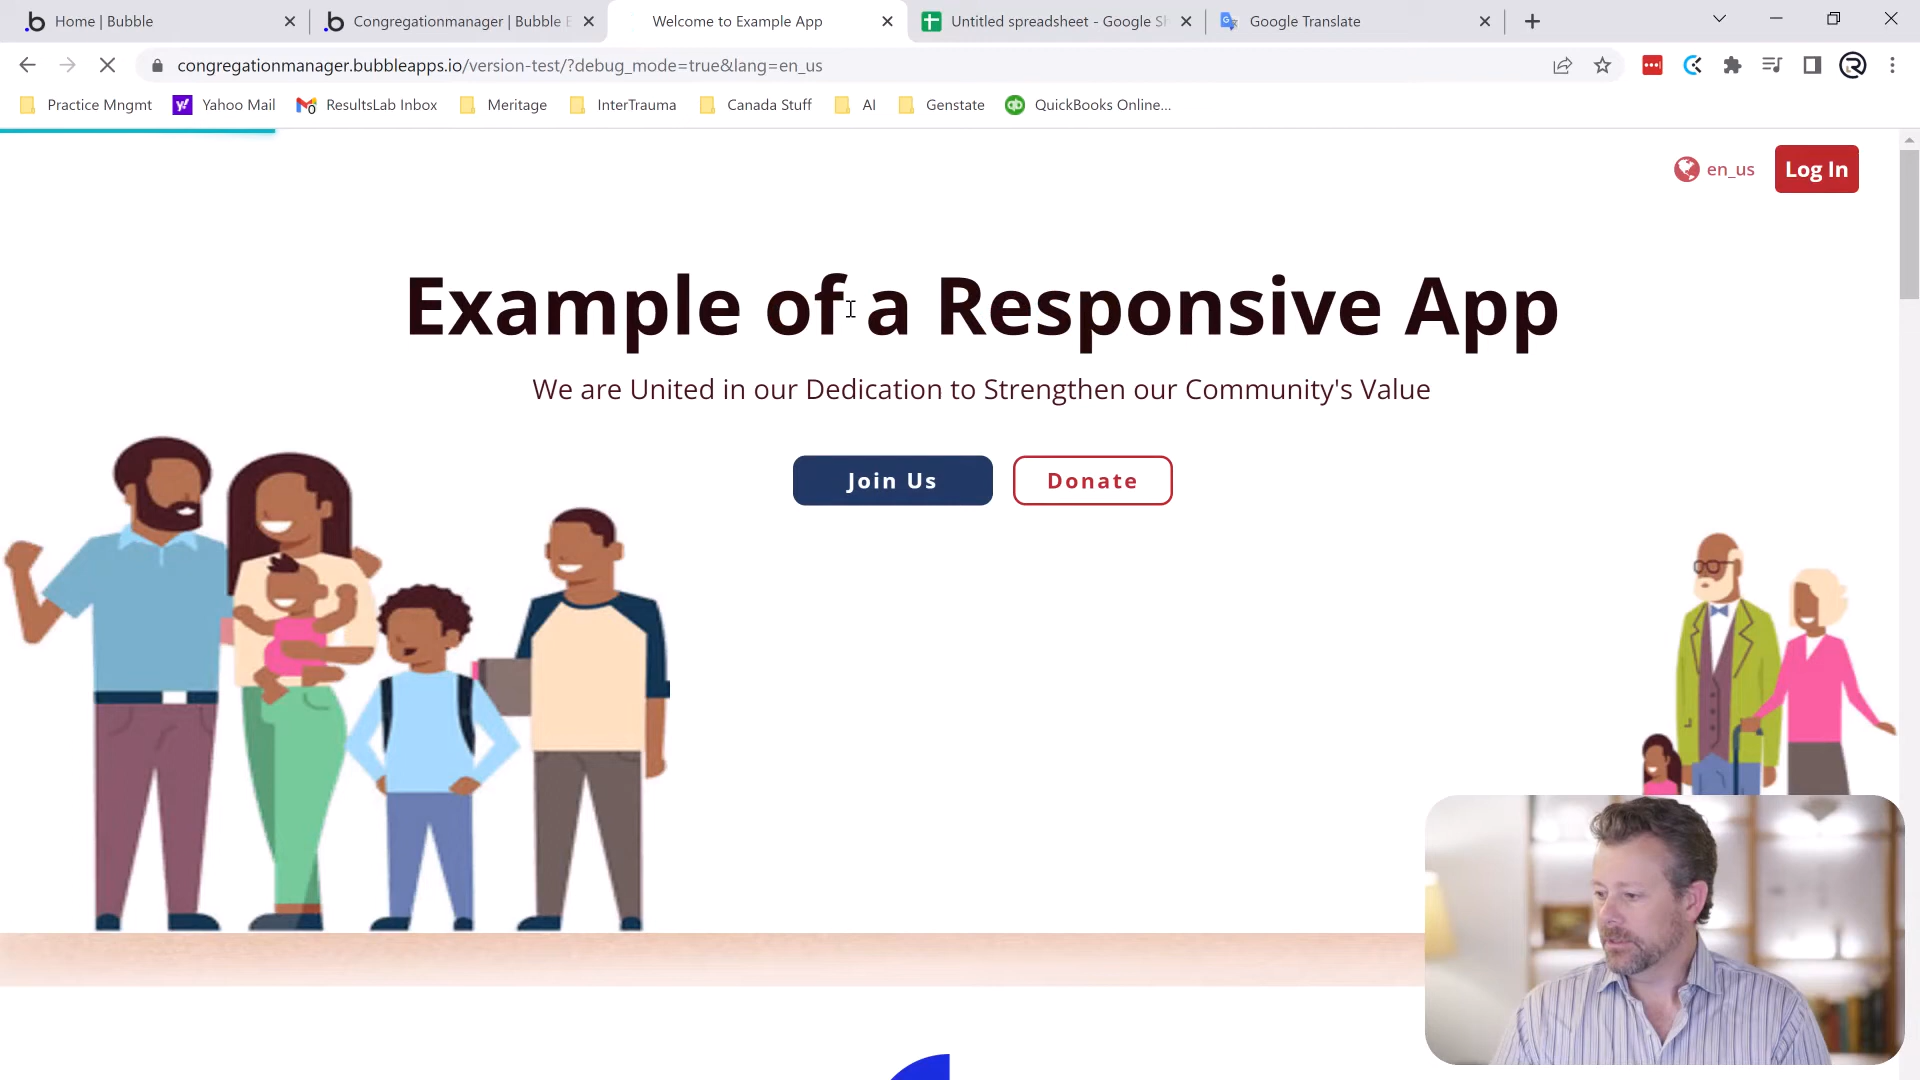 Home | Bubble
Congregationmanager | Bubble E
Welcome to Example App
Untitled spreadsheet - Google Sh
Google Translate
congregationmanager.bubbleapps.io/version-test/?debug_mode=true&lang=en_us
Practice Mngmt
Yahoo Mail
ResultsLab Inbox
Meritage
InterTrauma
Canada Stuff
AI
Genstate
QuickBooks Online...
en_us
Log In
Example of a Responsive App
We are United in our Dedication to Strengthen our Community's Value
Join Us
Donate